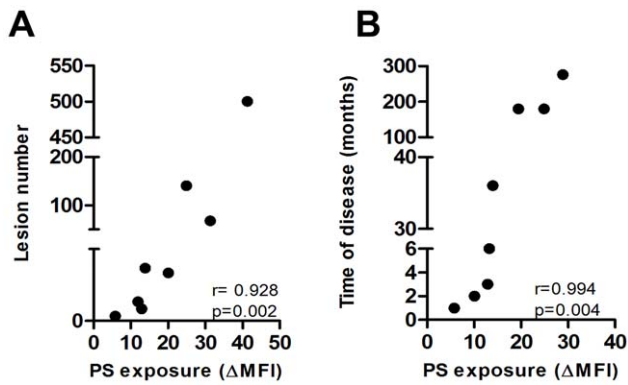 A
B
Lesion number
550
500
450
200
100
0
0 10 20 30 40 50
r= 0.928
p=0.002
PS exposure (ΔMFI)
Time of disease (months)
300
200
100
40
30
6
4
2
0
0 10 20 30 40
r=0.994
p=0.004
PS exposure (ΔMFI)